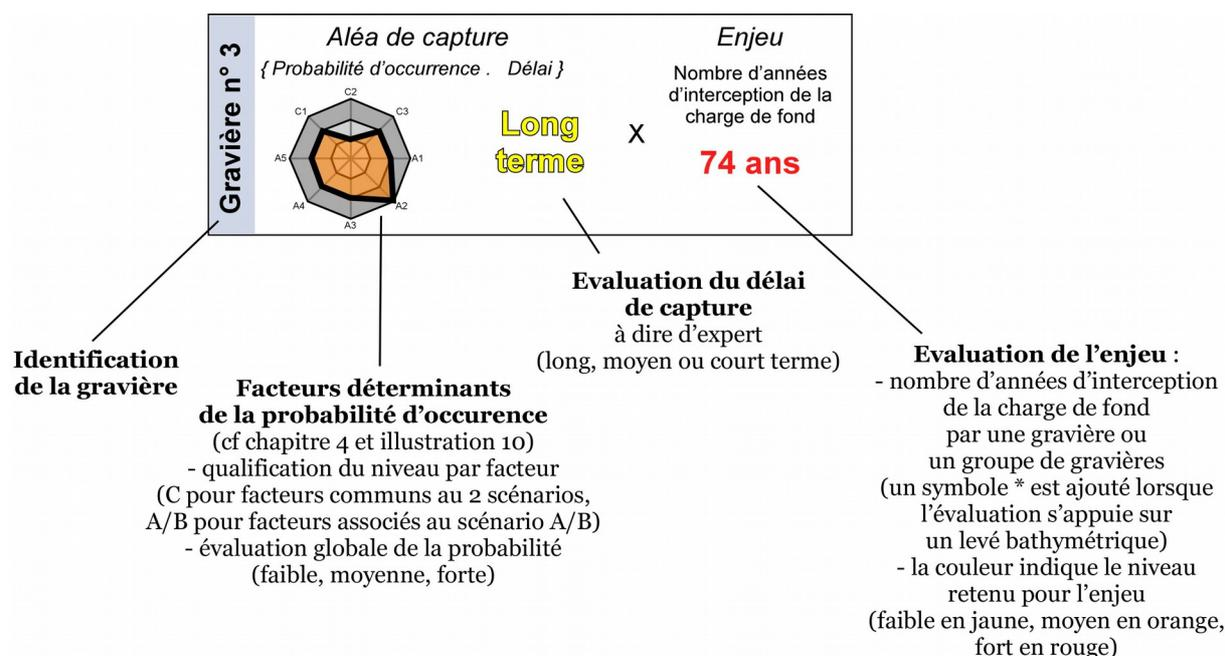 Gravière n° 3
Aléa de capture
{ Probabilité d'occurrence . Délai }
C2
C1
C3
A5
A1
A4
A2
A3
Long
terme
x
Enjeu
Nombre d'années
d'interception de la
charge de fond
74 ans
Identification
de la gravière
Facteurs déterminants
de la probabilité d'occurence
(cf chapitre 4 et illustration 10)
- qualification du niveau par facteur
(C pour facteurs communs au 2 scénarios,
A/B pour facteurs associés au scénario A/B)
- évaluation globale de la probabilité
(faible, moyenne, forte)
Evaluation du délai
de capture
à dire d'expert
(long, moyen ou court terme)
Evaluation de l'enjeu :
- nombre d'années d'interception
de la charge de fond
par une gravière ou
un groupe de gravières
(un symbole * est ajouté lorsque
l'évaluation s'appuie sur
un levé bathymétrique)
- la couleur indique le niveau
retenu pour l'enjeu
(faible en jaune, moyen en orange,
fort en rouge)